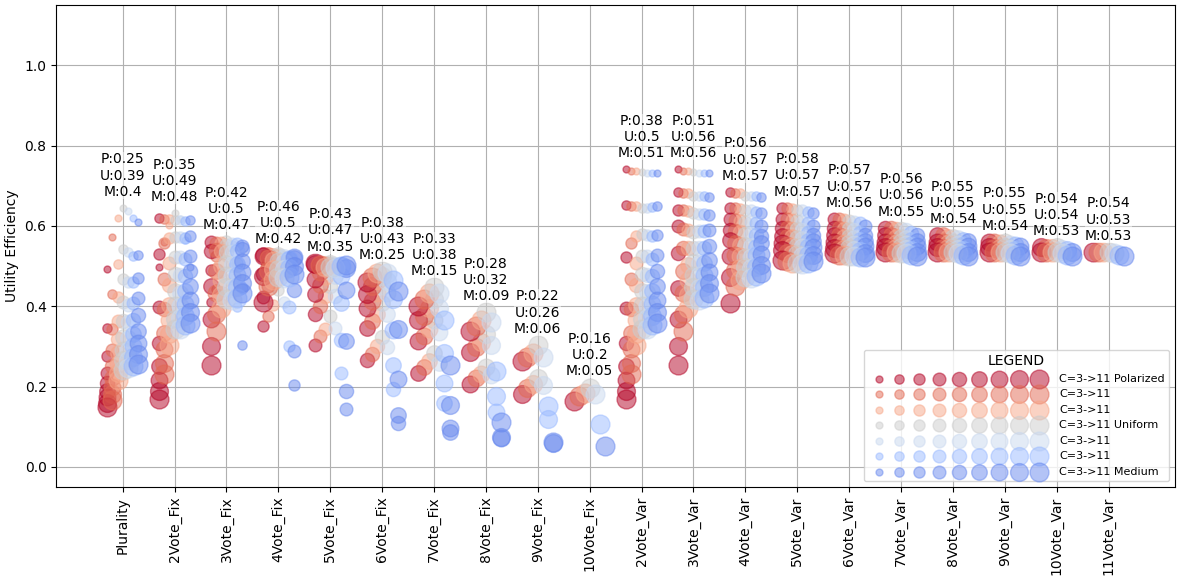 Utility Efficiency
1.0
0.8
0.6
0.4
0.2
0.0
P:0.25
U:0.39
M:0.4
P:0.35
U:0.49
M:0.48
P:0.42
U:0.5
M:0.47
P:0.46
U:0.5
M:0.42
P:0.43
U:0.47
M:0.35
P:0.38
U:0.43
M:0.25
P:0.33
U:0.38
M:0.15
P:0.28
U:0.32
M:0.09
P:0.22
U:0.26
M:0.06
P:0.16
U:0.2
M:0.05
P:0.38
U:0.5
M:0.51
P:0.51
U:0.56
M:0.56
P:0.56
U:0.57
M:0.57
P:0.58
U:0.57
M:0.57
P:0.57
U:0.57
M:0.56
P:0.56
U:0.56
M:0.55
P:0.55
U:0.55
M:0.54
P:0.55
U:0.55
M:0.54
P:0.54
U:0.54
M:0.53
P:0.54
U:0.53
M:0.53
LEGEND
C=3->11 Polarized
C=3->11
C=3->11
C=3->11 Uniform
C=3->11
C=3->11
C=3->11 Medium
Plurality
2Vote_Fix
3Vote_Fix
4Vote_Fix
5Vote_Fix
6Vote_Fix
7Vote_Fix
8Vote_Fix
9Vote_Fix
10Vote_Fix
2Vote_Var
3Vote_Var
4Vote_Var
5Vote_Var
6Vote_Var
7Vote_Var
8Vote_Var
9Vote_Var
10Vote_Var
11Vote_Var